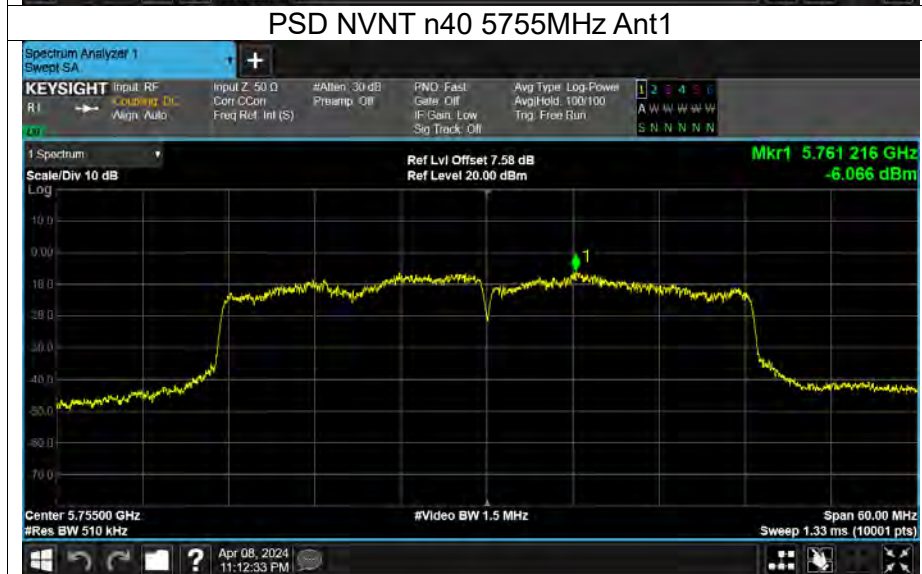 PSD NVNT n40 5755MHz Ant1
Spectrum Analyzer 1
Swept SA
+
KEYSIGHT Input: RF Input Z: 50 Ω #Atten: 30 dB PNO: Fast Avg Type: Log-Power 1 2 3 4 5 6
Coupling: DC Corr CCorr Preamp: Off Gate: Off Avg|Hold: 100/100 A W W W W W
Align: Auto Freq Ref: Int (S) IF Gain: Low Trig: Free Run
Sig Track: Off S N N N N N
1 Spectrum Ref Lvl Offset 7.58 dB Mkr1 5.761 216 GHz
Scale/Div 10 dB Ref Level 20.00 dBm -6.066 dBm
Log
10.0
0.00
-10.0
-20.0
-30.0
-40.0
-50.0
-60.0
-70.0
1
Center 5.75500 GHz #Video BW 1.5 MHz Span 60.00 MHz
#Res BW 510 kHz Sweep 1.33 ms (10001 pts)
? Apr 08, 2024
11:12:33 PM